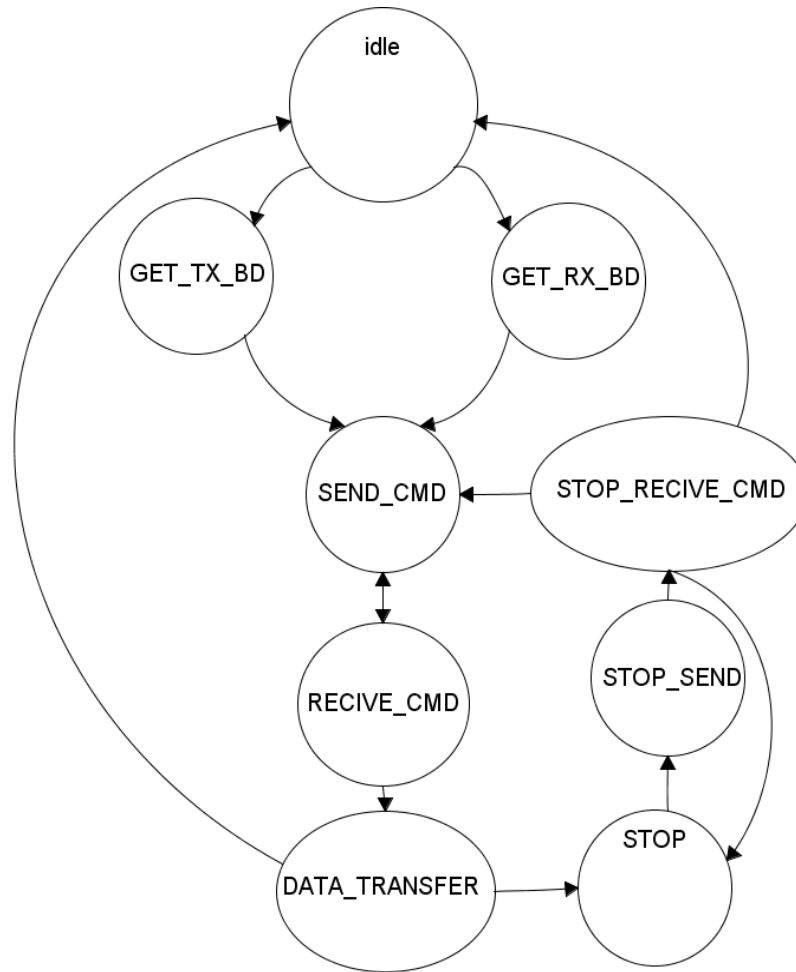 idle
GET_TX_BD
GET_RX_BD
SEND_CMD
STOP_RECIVE_CMD
RECIVE_CMD
STOP_SEND
STOP
DATA_TRANSFER